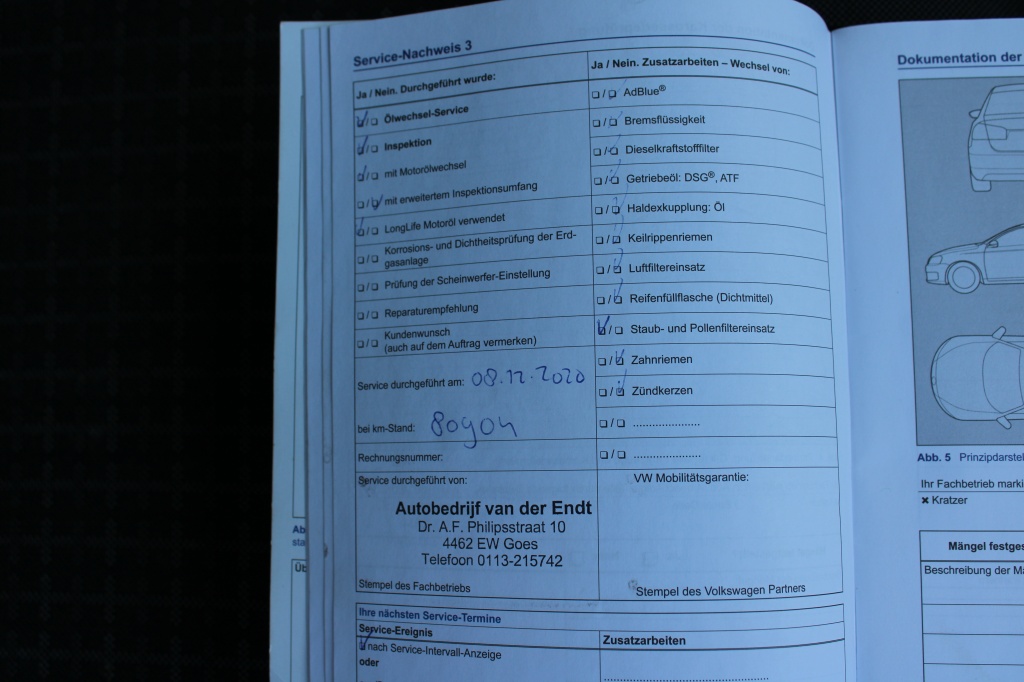 Service-Nachweis 3
Ja / Nein. Durchgeführt wurde:
❏/❏ Ölwechsel-Service
❏/❏ Inspektion
❏/❏ mit Motorölwechsel
❏/❏ mit erweitertem Inspektionsumfang
❏/❏ LongLife Motoröl verwendet
❏/❏ Korrosions- und Dichtheitsprüfung der Erd-
gasanlage
❏/❏ Prüfung der Scheinwerfer-Einstellung
❏/❏ Reparaturempfehlung
❏/❏ Kundenwunsch
(auch auf dem Auftrag vermerken)
Service durchgeführt am: 08.12.2020
bei km-Stand: 80904
Rechnungsnummer:
Service durchgeführt von:
Autobedrijf van der Endt
Dr. A.F. Philipsstraat 10
4462 EW Goes
Telefoon 0113-215742
Stempel des Fachbetriebs
Ja / Nein. Zusatzarbeiten – Wechsel von:
❏/❏ AdBlue®
❏/❏ Bremsflüssigkeit
❏/❏ Dieselkraftstofffilter
❏/❏ Getriebeöl: DSG®, ATF
❏/❏ Haldexkupplung: Öl
❏/❏ Keilrippenriemen
❏/❏ Luftfiltereinsatz
❏/❏ Reifenfüllflasche (Dichtmittel)
❏/❏ Staub- und Pollenfiltereinsatz
❏/❏ Zahnriemen
❏/❏ Zündkerzen
❏/❏ .....................
❏/❏ .....................
VW Mobilitätsgarantie:
Stempel des Volkswagen Partners
Ihre nächsten Service-Termine
Service-Ereignis
nach Service-Intervall-Anzeige
oder
Zusatzarbeiten
Dokumentation der
Abb. 5 Prinzipdarstel
Ihr Fachbetrieb marki
✖ Kratzer
Mängel festges
Beschreibung der Mä
Ab
sta
Üb